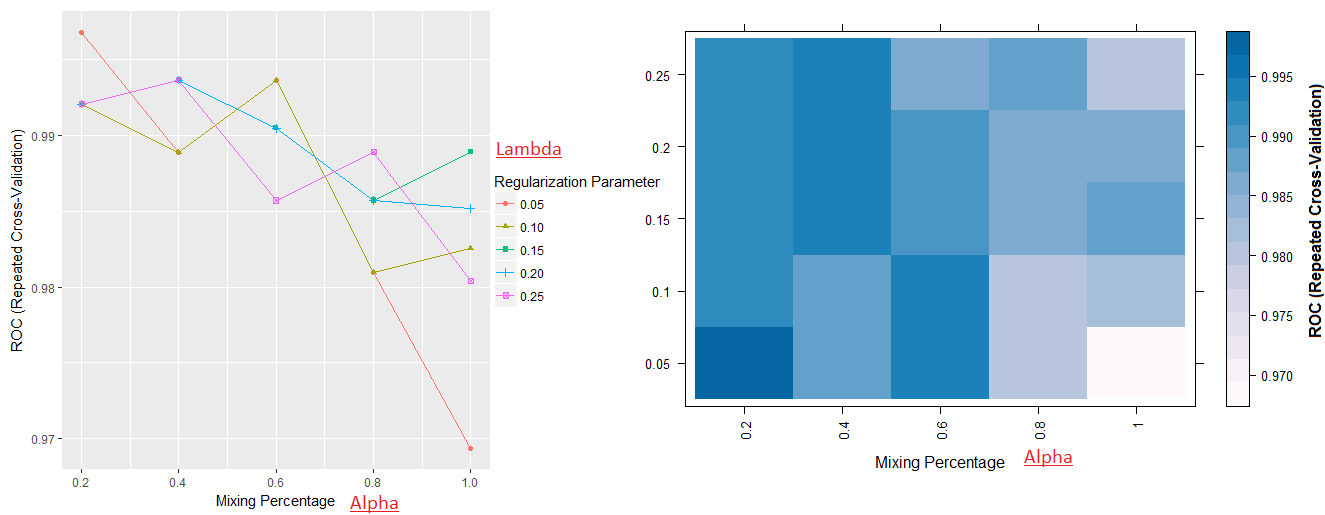 ROC (Repeated Cross-Validation)
0.99
0.98
0.97
0.2 0.4 0.6 0.8 1.0
Mixing Percentage Alpha
Lambda
Regularization Parameter
0.05
0.10
0.15
0.20
0.25
0.25
0.2
0.15
0.1
0.05
0.2 0.4 0.6 0.8 1
Mixing Percentage Alpha
0.995
0.990
0.985
0.980
0.975
0.970
ROC (Repeated Cross-Validation)